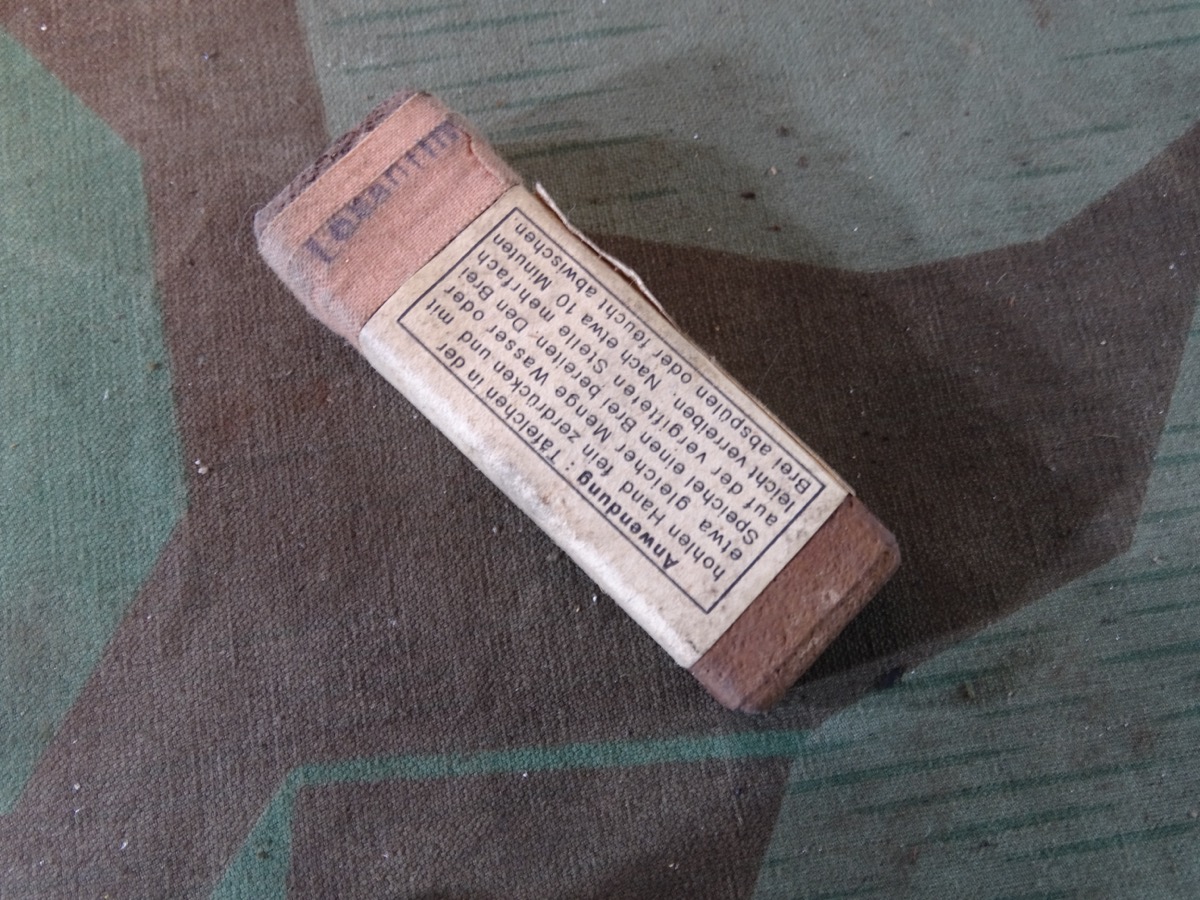 Losantin
Anwendung : Täfelchen in der
hohlen Hand fein zerdrücken und mit
etwa gleicher Menge Wasser oder
Speichel einen Brei bereiten. Den Brei
auf der vergifteten Stelle mehrfach
leicht verreiben. Nach etwa 10 Minuten
Brei abspülen oder feucht abwischen.